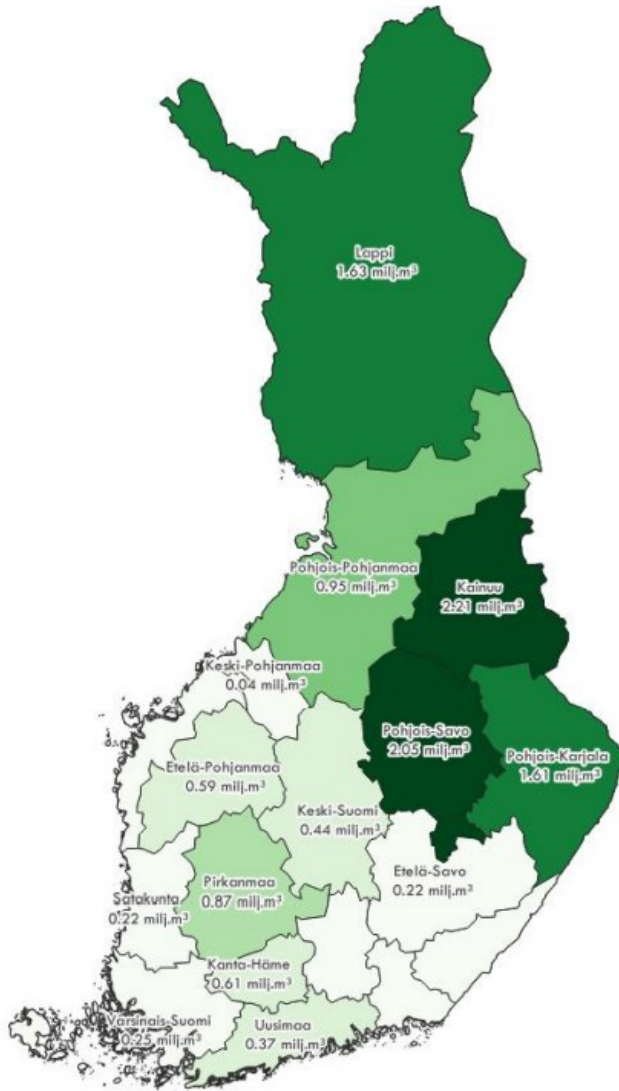 Lappi
1.63 milj.m³
Pohjois-Pohjanmaa
0.95 milj.m³
Kainuu
2.21 milj.m³
Keski-Pohjanmaa
0.04 milj.m³
Pohjois-Savo
2.05 milj.m³
Pohjois-Karjala
1.61 milj.m³
Etelä-Pohjanmaa
0.59 milj.m³
Keski-Suomi
0.44 milj.m³
Etelä-Savo
0.22 milj.m³
Pirkanmaa
0.87 milj.m³
Satakunta
0.22 milj.m³
Kanta-Häme
0.61 milj.m³
Varsinais-Suomi
0.25 milj.m³
Uusimaa
0.37 milj.m³